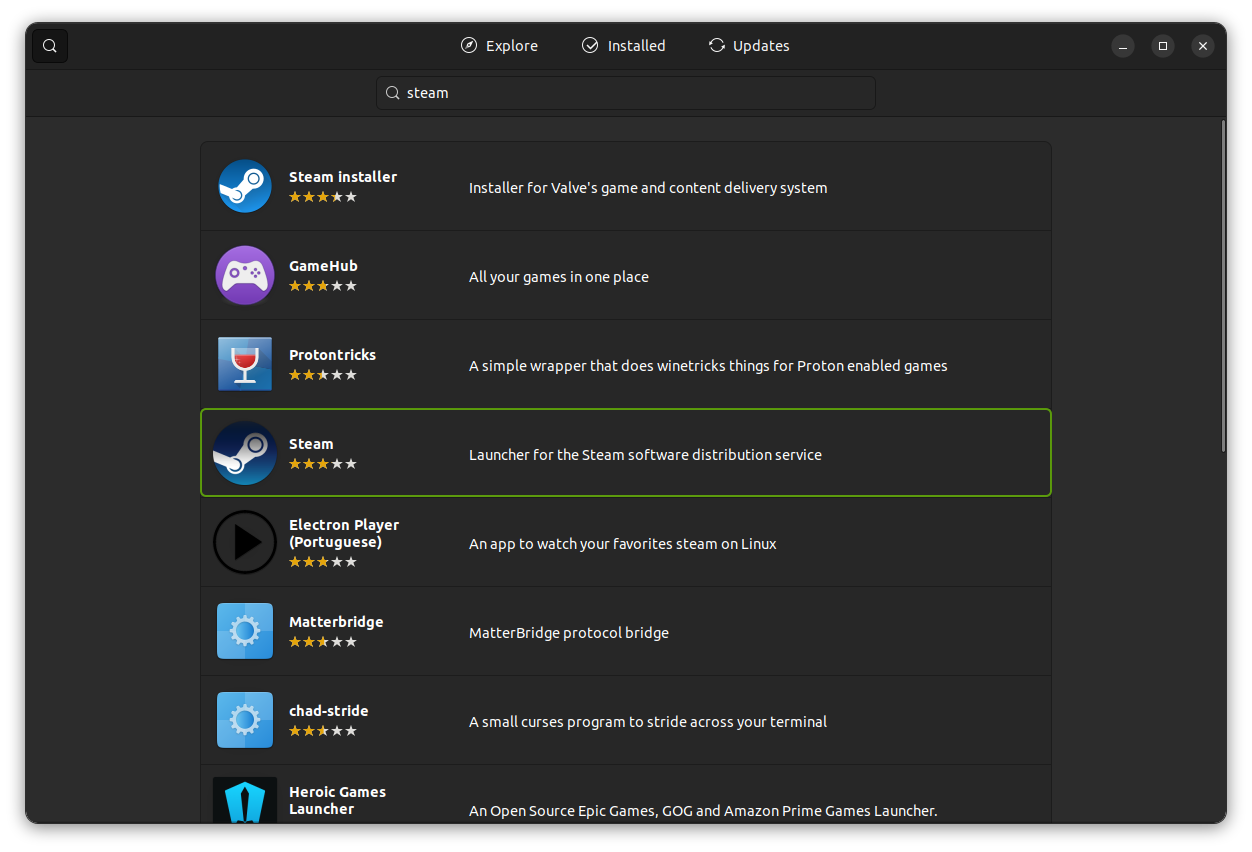 Explore Installed Updates
steam
Steam installer
Installer for Valve's game and content delivery system
GameHub
All your games in one place
Protontricks
A simple wrapper that does winetricks things for Proton enabled games
Steam
Launcher for the Steam software distribution service
Electron Player
(Portuguese)
An app to watch your favorites steam on Linux
Matterbridge
MatterBridge protocol bridge
chad-stride
A small curses program to stride across your terminal
Heroic Games
Launcher
An Open Source Epic Games, GOG and Amazon Prime Games Launcher.